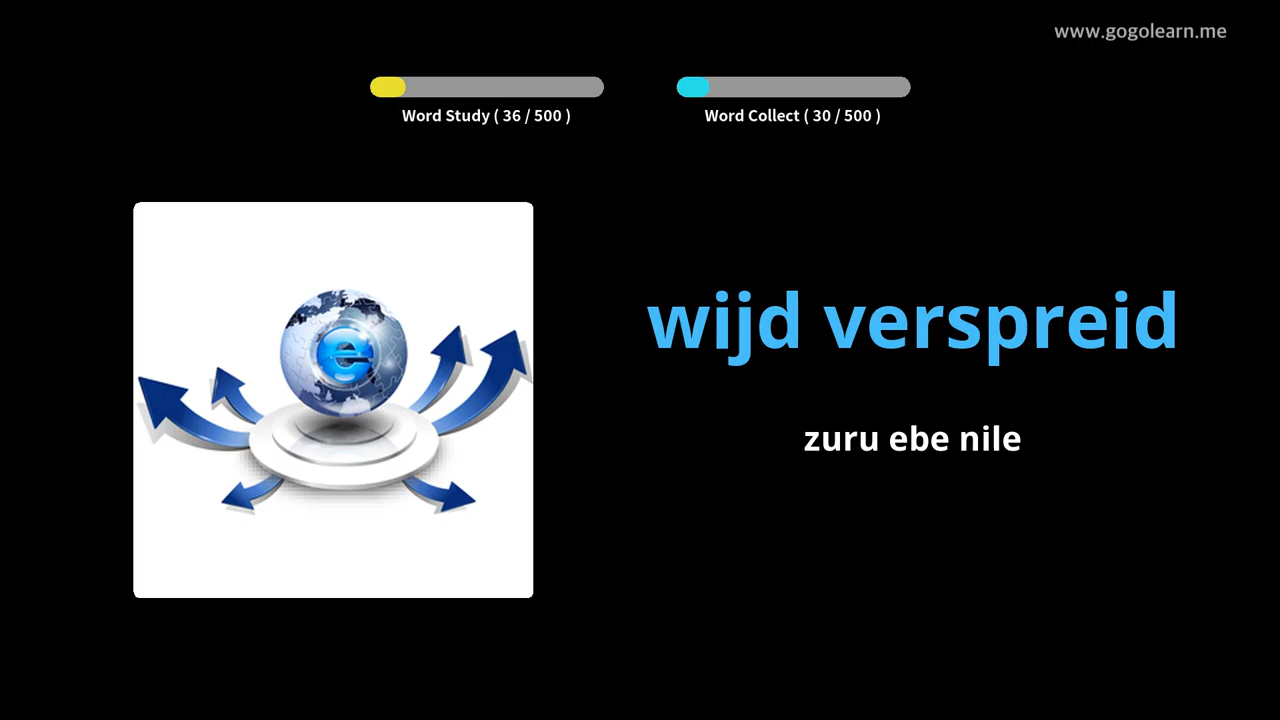 www.gogolearn.me
Word Study ( 36 / 500 )
Word Collect ( 30 / 500 )
e
wijd verspreid
zuru ebe nile